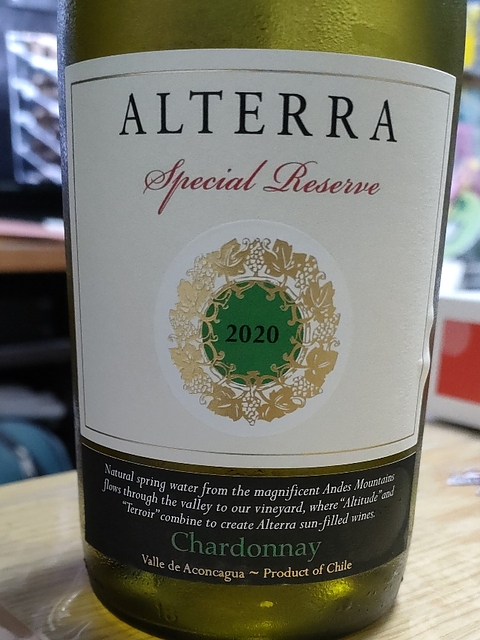 ALTERRA
Special Reserve
2020
Natural spring water from the magnificent Andes Mountains
flows through the valley to our vineyard, where "Altitude" and
"Terroir" combine to create Alterra sun-filled wines.
Chardonnay
Valle de Aconcagua ~ Product of Chile